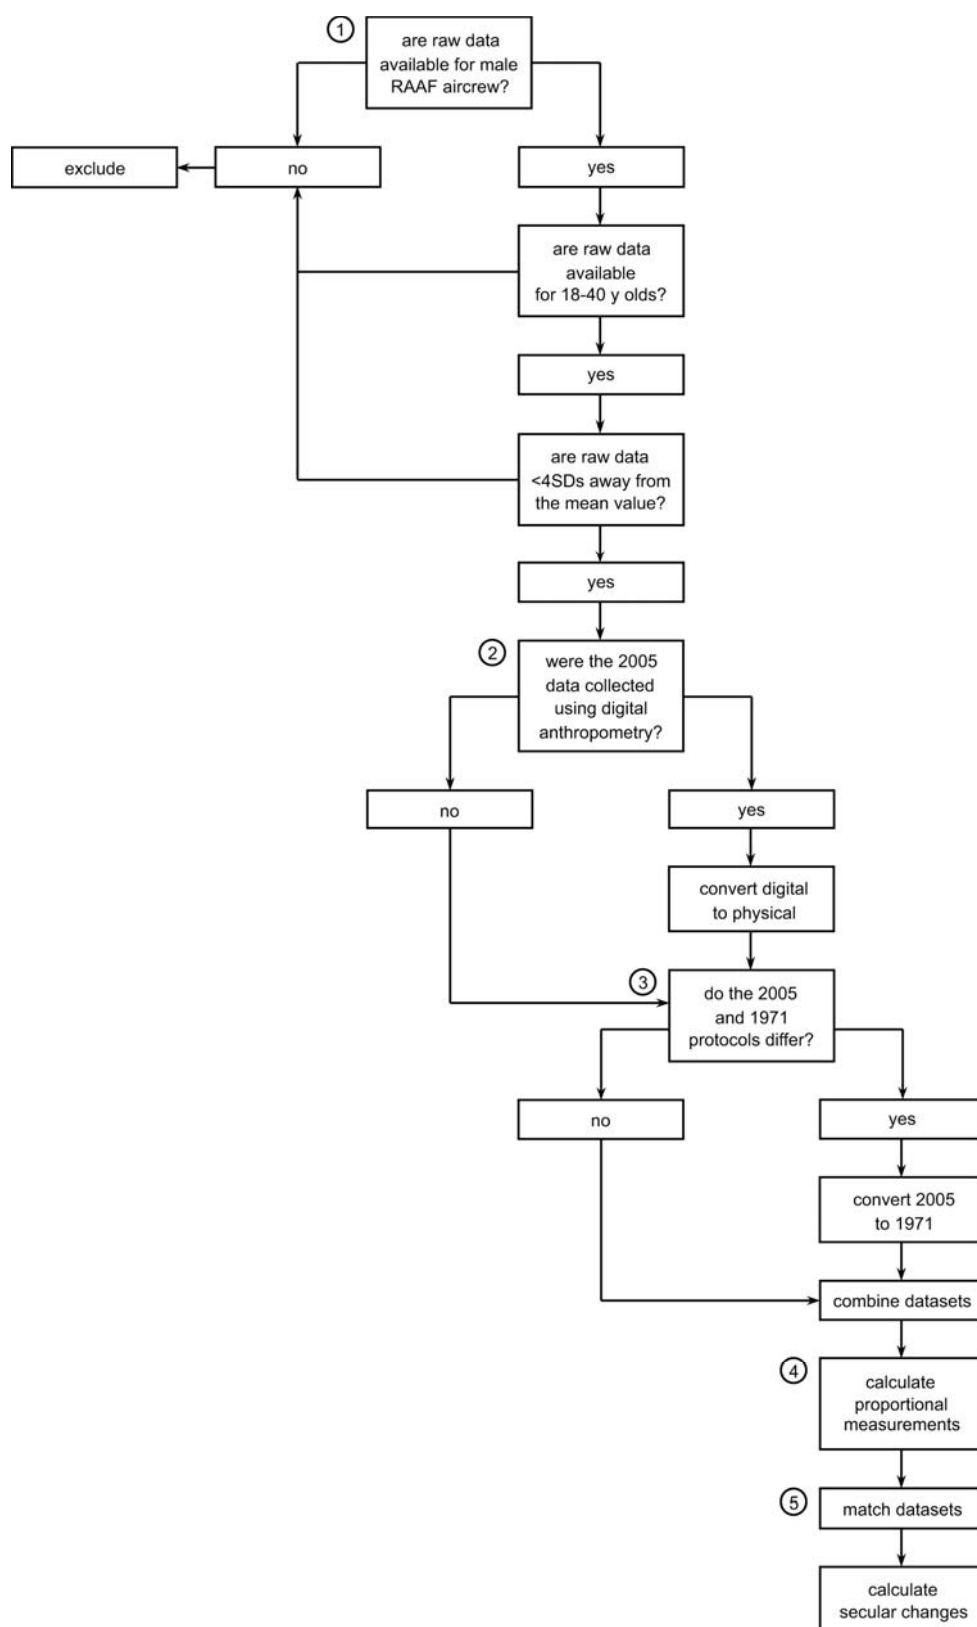 1
are raw data
available for male
RAAF aircrew?
exclude
no
yes
are raw data
available
for 18-40 y olds?
yes
are raw data
<4SDs away from
the mean value?
yes
2
were the 2005
data collected
using digital
anthropometry?
no
yes
convert digital
to physical
3
do the 2005
and 1971
protocols differ?
no
yes
convert 2005
to 1971
combine datasets
4
calculate
proportional
measurements
5
match datasets
calculate
secular changes